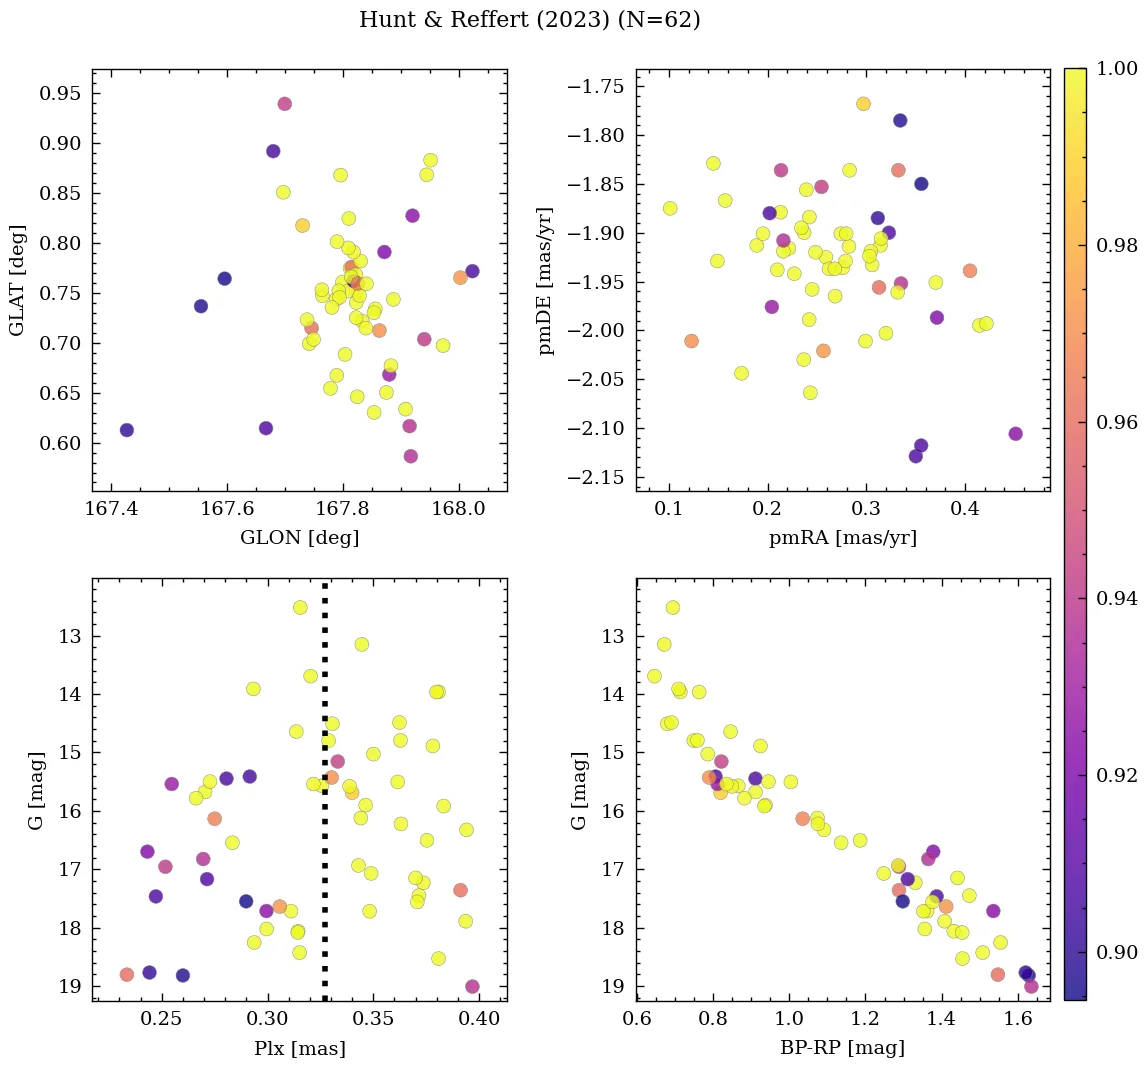 Hunt & Reffert (2023) (N=62)
0.95
0.90
0.85
0.80
0.75
0.70
0.65
0.60
GLAT [deg]
167.4 167.6 167.8 168.0
GLON [deg]
−1.75
−1.80
−1.85
−1.90
−1.95
−2.00
−2.05
−2.10
−2.15
pmDE [mas/yr]
0.1 0.2 0.3 0.4
pmRA [mas/yr]
13
14
15
16
17
18
19
G [mag]
0.25 0.30 0.35 0.40
Plx [mas]
13
14
15
16
17
18
19
G [mag]
0.6 0.8 1.0 1.2 1.4 1.6
BP-RP [mag]
1.00
0.98
0.96
0.94
0.92
0.90